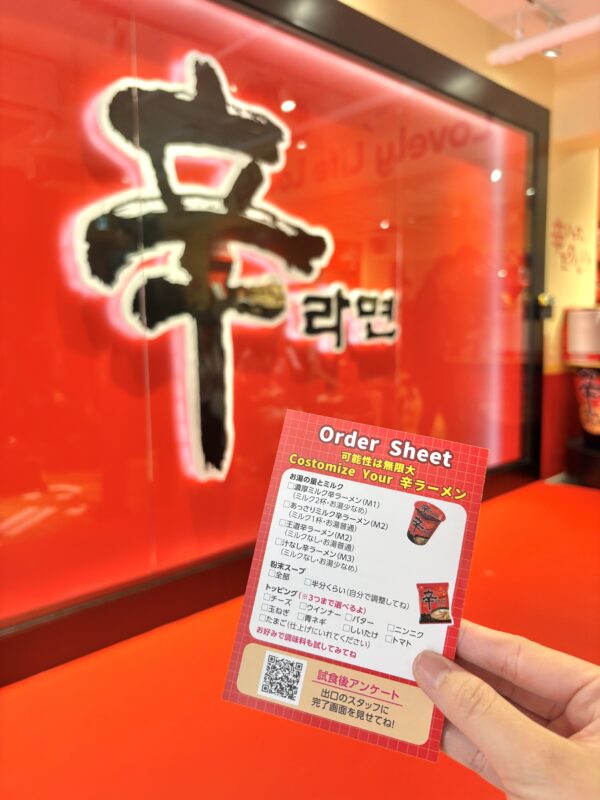 辛
라면
Order Sheet
可能性は無限大
Costomize Your 辛ラーメン
お湯の量とミルク
□濃厚ミルク辛ラーメン(M1)
(ミルク2杯・お湯少なめ)
□あっさりミルク辛ラーメン(M2)
(ミルク1杯・お湯普通)
□王道辛ラーメン(M2)
(ミルクなし・お湯普通)
□汁なし辛ラーメン(M3)
(ミルクなし・お湯少なめ)
粉末スープ
□全部 □半分くらい(自分で調整してね)
トッピング(※3つまで選べるよ)
□チーズ □ウインナー □バター □ニンニク
□玉ねぎ □青ネギ □しいたけ □トマト
□たまご(仕上げにいれてください)
お好みで調味料も試してみてね
試食後アンケート
出口のスタッフに
完了画面を見せてね!